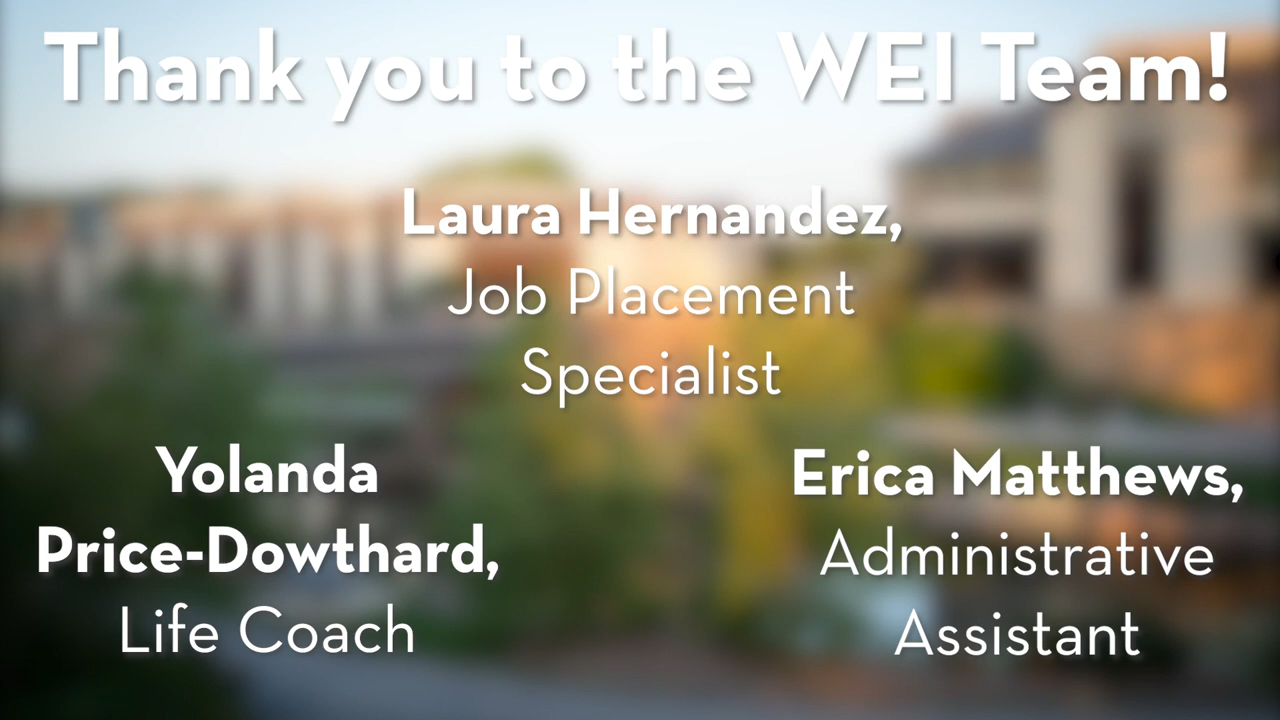 Thank you to the WEI Team!
Laura Hernandez,
Job Placement
Specialist
Yolanda
Price-Dowthard,
Life Coach
Erica Matthews,
Administrative
Assistant